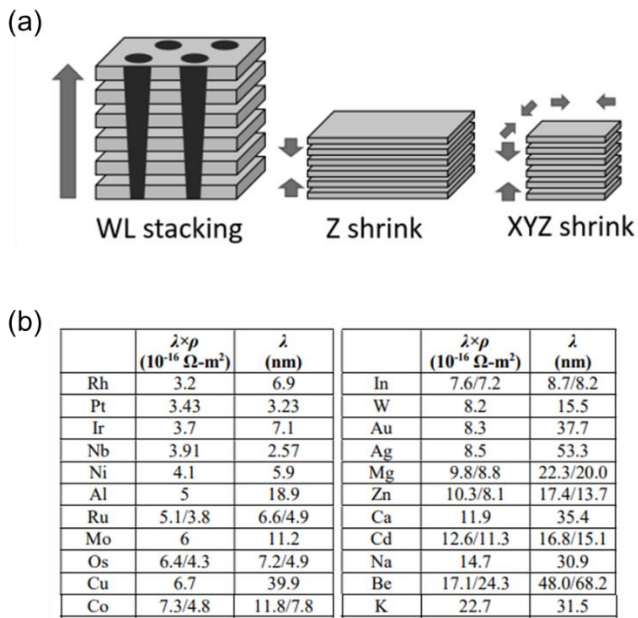 (a)
WL stacking
Z shrink
XYZ shrink
(b)
λ×ρ (10⁻¹⁶ Ω-m²) λ (nm) λ×ρ (10⁻¹⁶ Ω-m²) λ (nm)
Rh 3.2 6.9 In 7.6/7.2 8.7/8.2
Pt 3.43 3.23 W 8.2 15.5
Ir 3.7 7.1 Au 8.3 37.7
Nb 3.91 2.57 Ag 8.5 53.3
Ni 4.1 5.9 Mg 9.8/8.8 22.3/20.0
Al 5 18.9 Zn 10.3/8.1 17.4/13.7
Ru 5.1/3.8 6.6/4.9 Ca 11.9 35.4
Mo 6 11.2 Cd 12.6/11.3 16.8/15.1
Os 6.4/4.3 7.2/4.9 Na 14.7 30.9
Cu 6.7 39.9 Be 17.1/24.3 48.0/68.2
Co 7.3/4.8 11.8/7.8 K 22.7 31.5